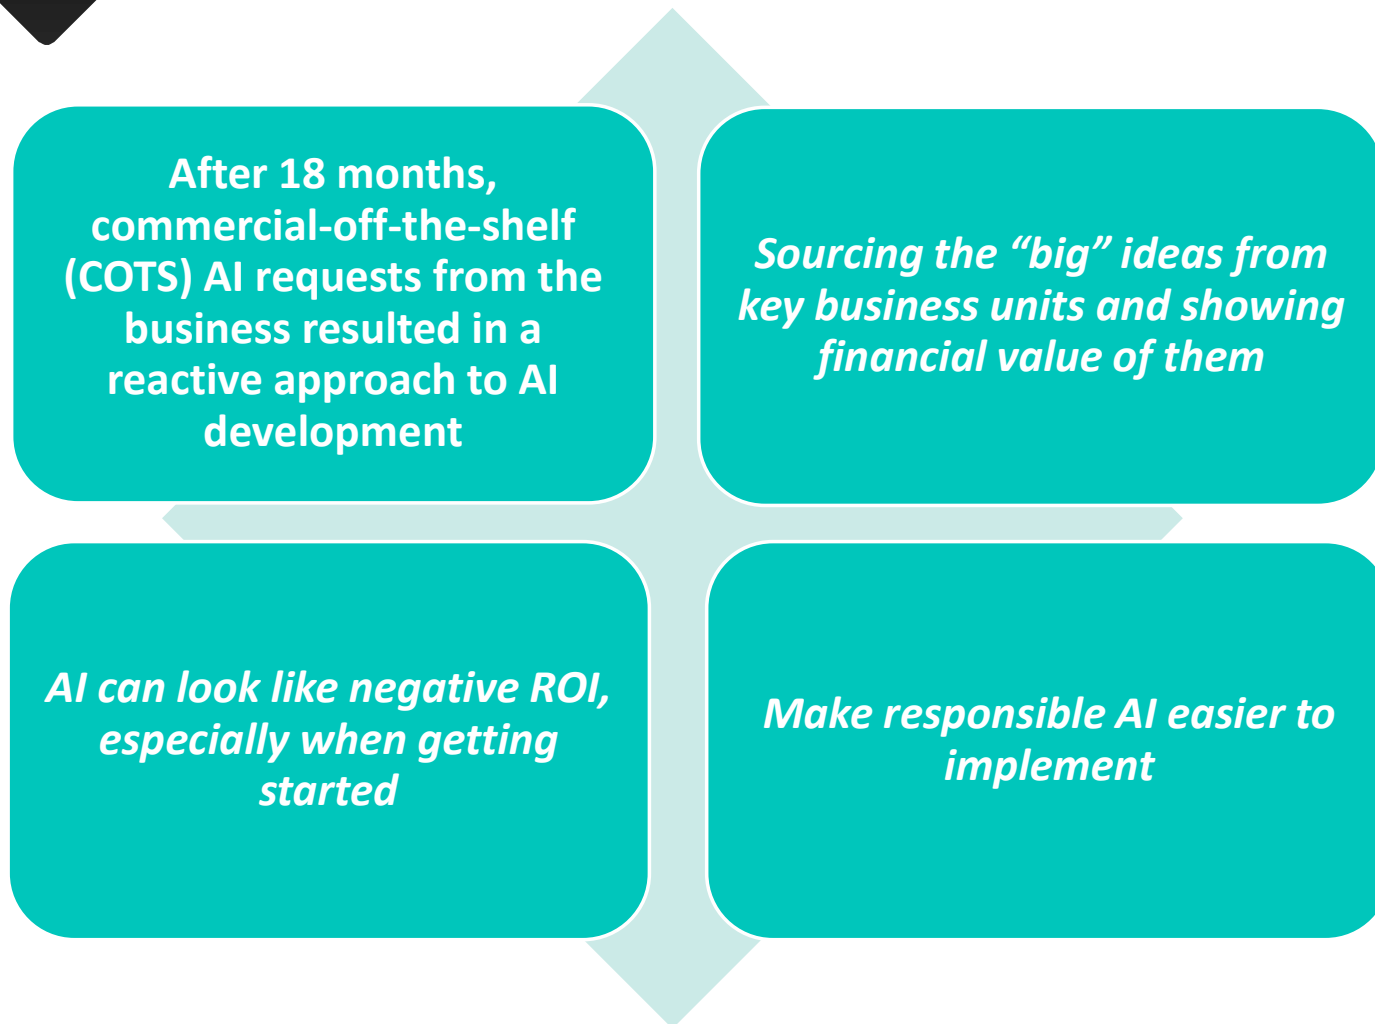 After 18 months,
commercial-off-the-shelf
(COTS) AI requests from the
business resulted in a
reactive approach to AI
development
Sourcing the “big” ideas from
key business units and showing
financial value of them
AI can look like negative ROI,
especially when getting
started
Make responsible AI easier to
implement